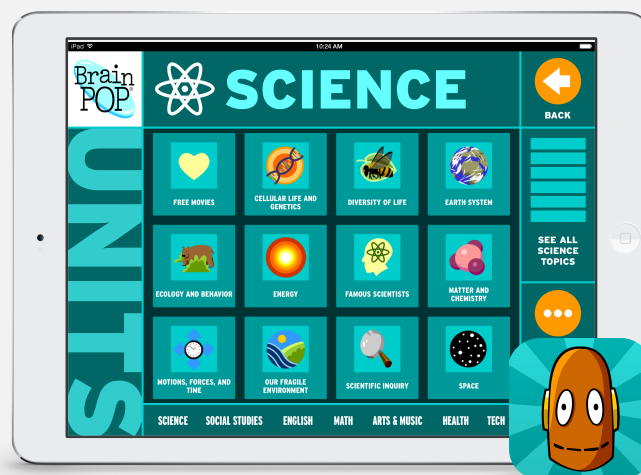 iPad
10:24 AM
Brain
POP®
SCIENCE
BACK
UNITS
FREE MOVIES
CELLULAR LIFE AND
GENETICS
DIVERSITY OF LIFE
EARTH SYSTEM
SEE ALL
SCIENCE
TOPICS
ECOLOGY AND BEHAVIOR
ENERGY
FAMOUS SCIENTISTS
MATTER AND
CHEMISTRY
MOTIONS, FORCES, AND
TIME
OUR FRAGILE
ENVIRONMENT
SCIENTIFIC INQUIRY
SPACE
SCIENCE SOCIAL STUDIES ENGLISH MATH ARTS & MUSIC HEALTH TECH